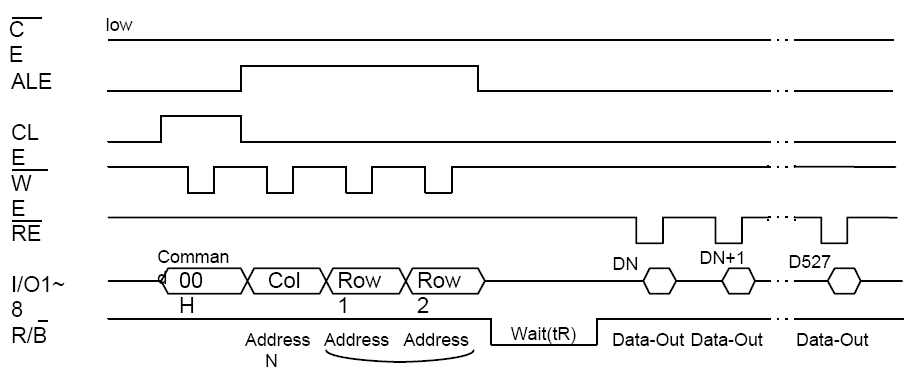 C
low
E
ALE
CL
E
W
E
RE
Command
DN
DN+1
D527
I/O1~
00
Col
Row
Row
8
H
1
2
R/B
Wait(tR)
Address
Address
Address
Data-Out
Data-Out
Data-Out
N